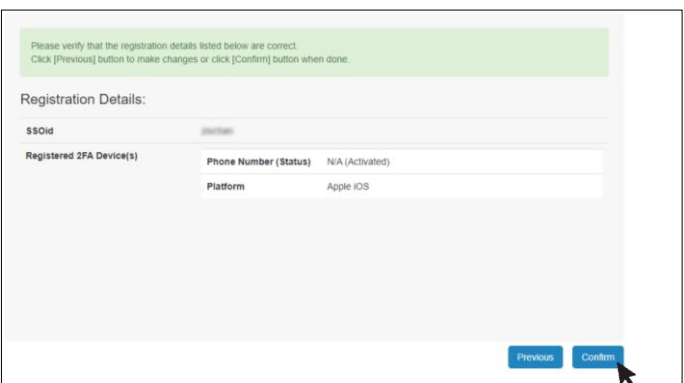 Please verify that the registration details listed below are correct.
Click [Previous] button to make changes or click [Confirm] button when done.
Registration Details:
SSOid
Registered 2FA Device(s)
Phone Number (Status) N/A (Activated)
Platform Apple iOS
Previous Confirm